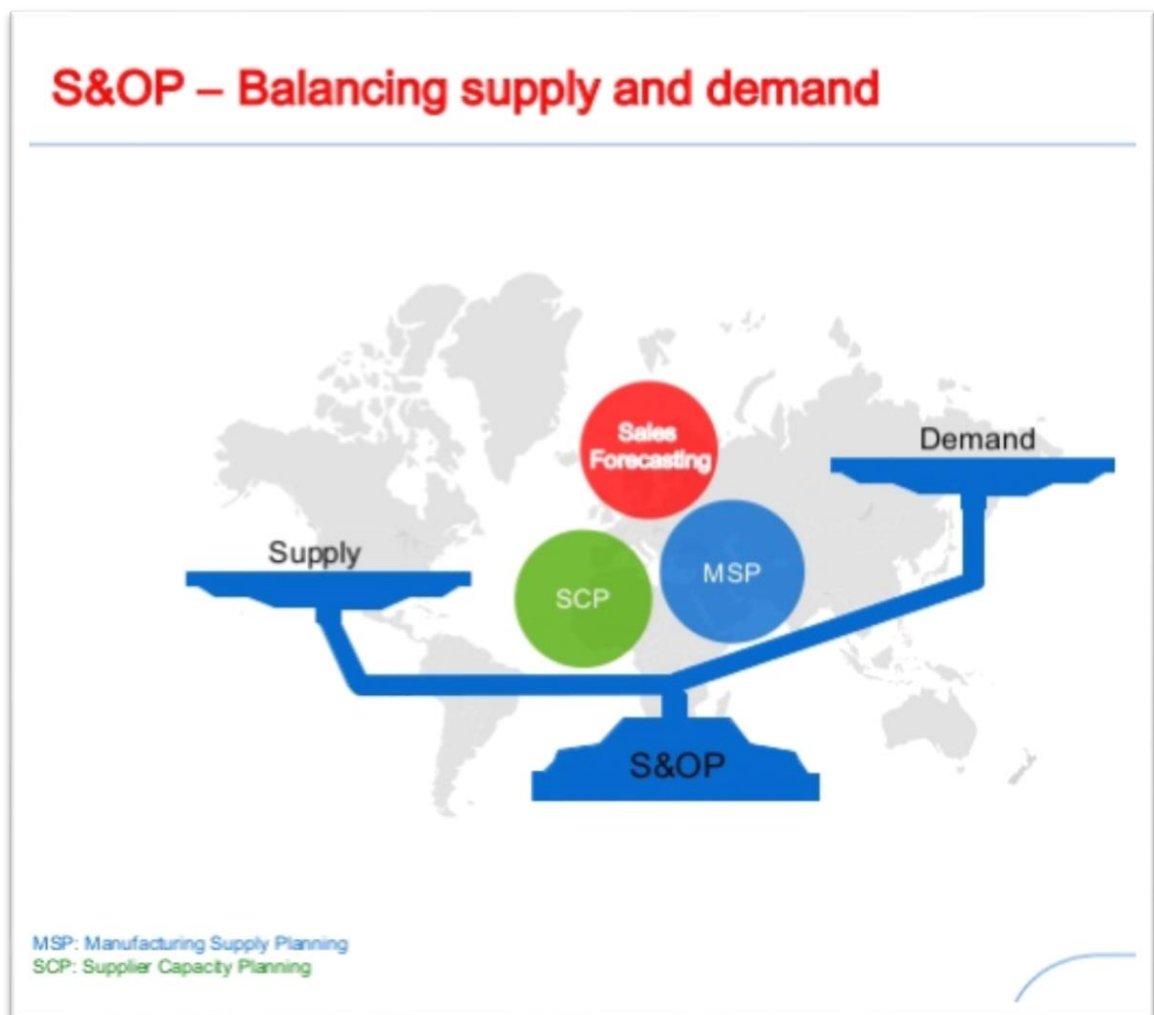 S&OP – Balancing supply and demand
Sales
Forecasting
Demand
Supply
MSP
SCP
S&OP
MSP: Manufacturing Supply Planning
SCP: Supplier Capacity Planning